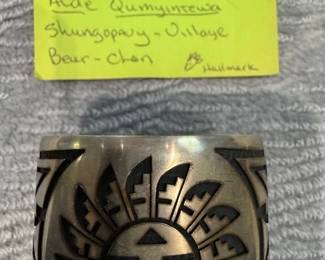 Alde Qumyintewa
Shungopavy - Village
Bear - Clan
Hallmark